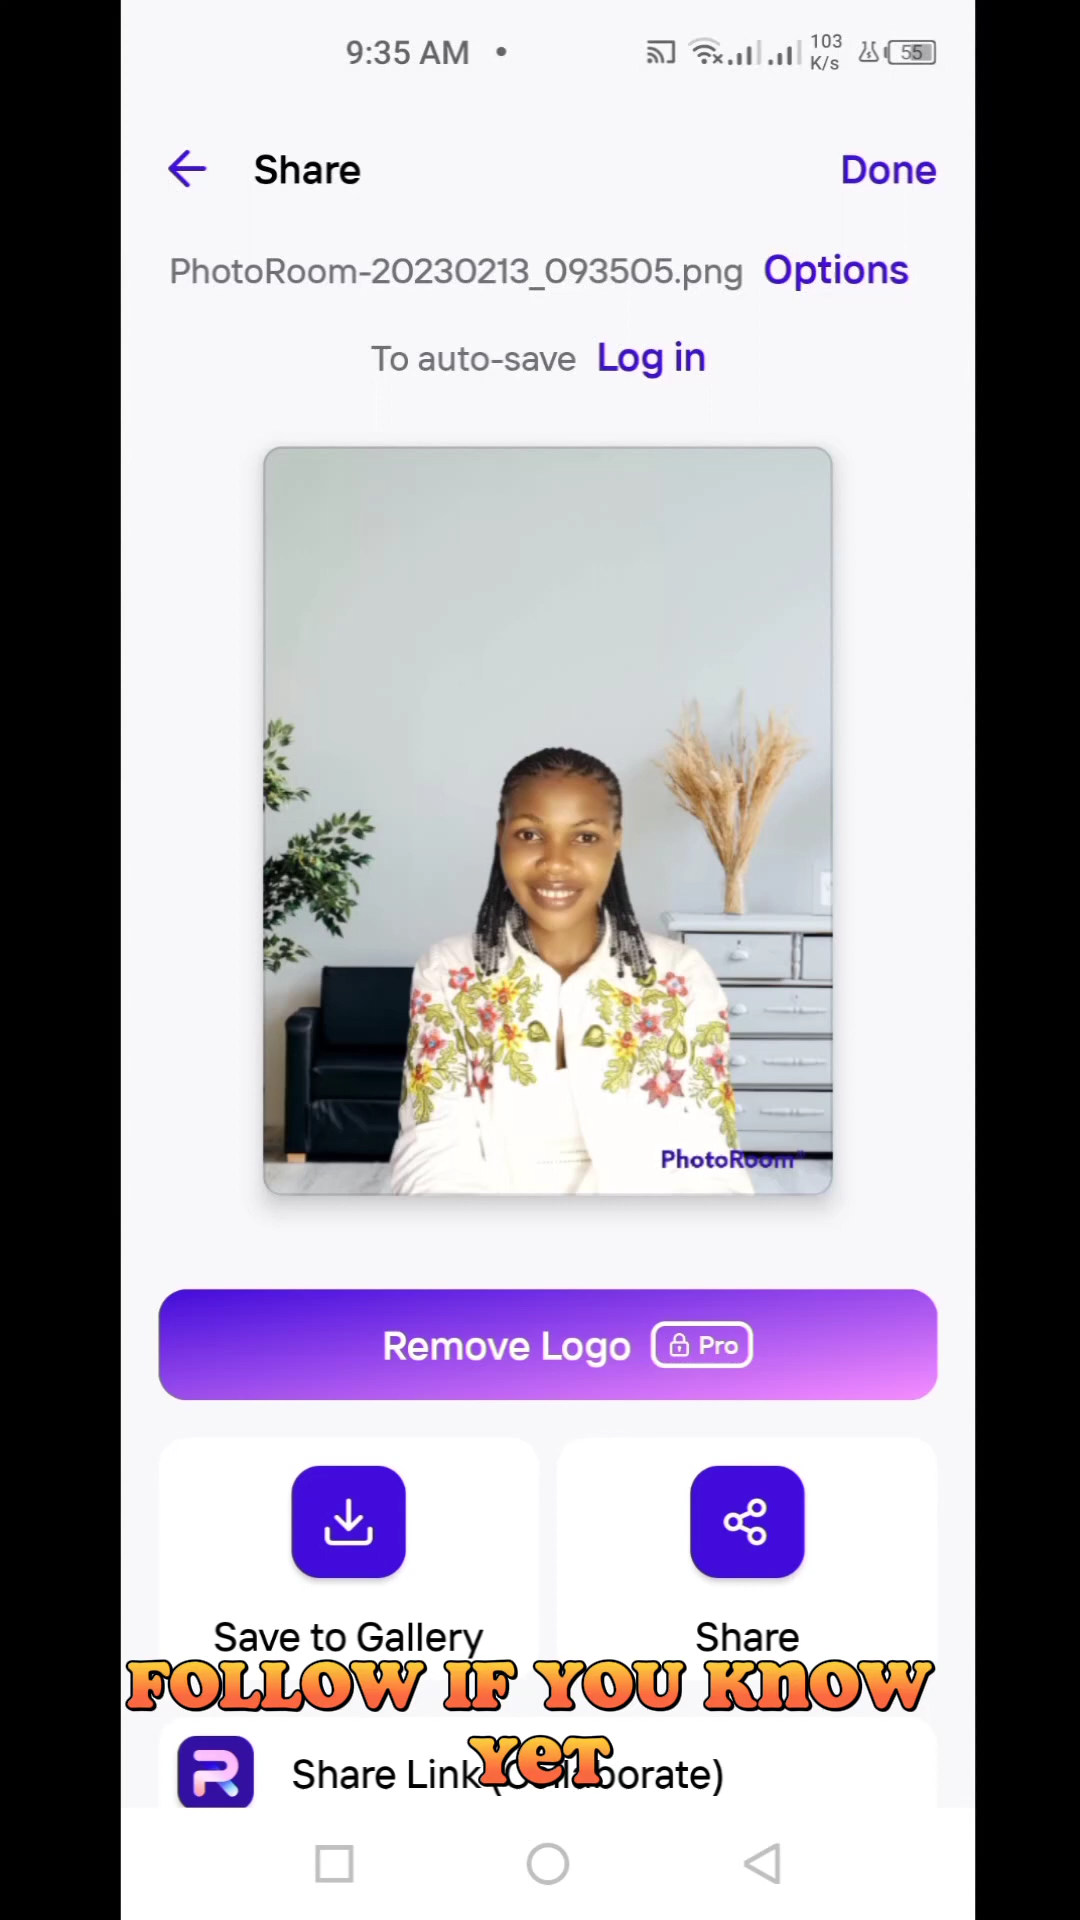 9:35 AM
103
K/s
55
Share
Done
PhotoRoom-20230213_093505.png Options
To auto-save Log in
PhotoRoom
Remove Logo Pro
Save to Gallery
Share
FOLLOW IF YOU KNOW
YET
Share Link (Collaborate)